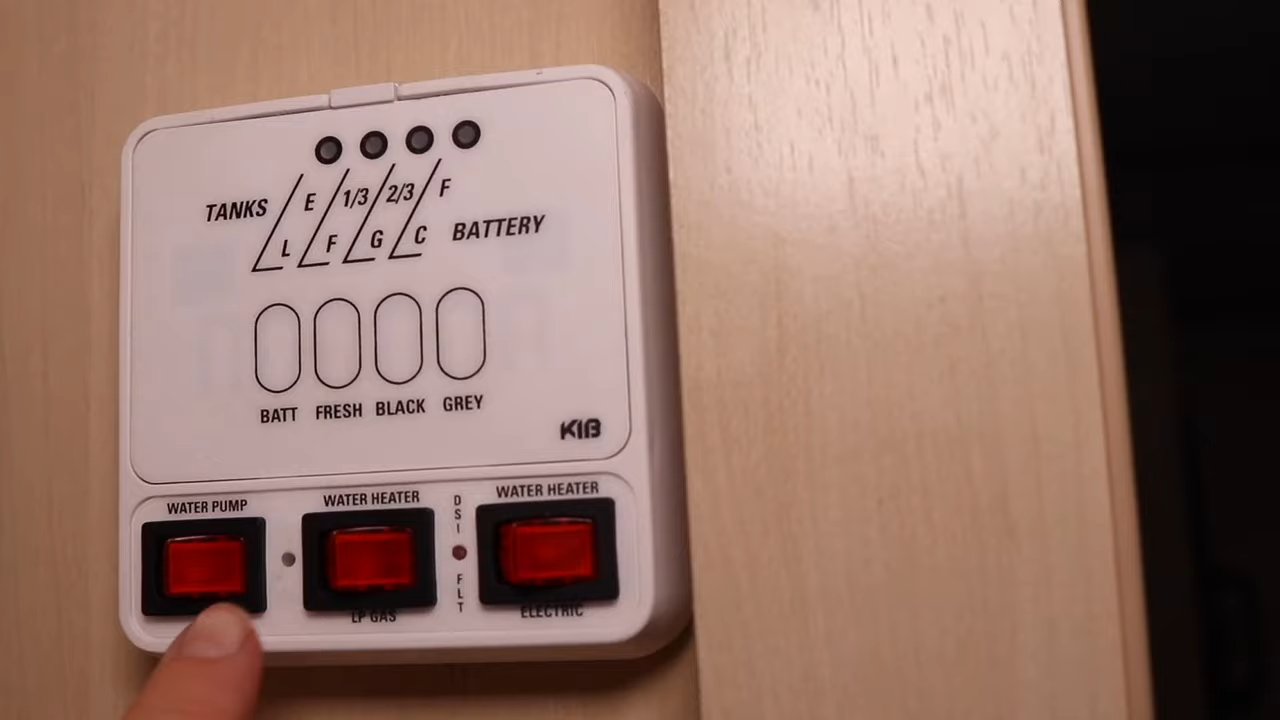 TANKS E 1/3 2/3 F
L F G C BATTERY
BATT FRESH BLACK GREY
KIB
WATER PUMP WATER HEATER DSI WATER HEATER
LP GAS FLT ELECTRIC